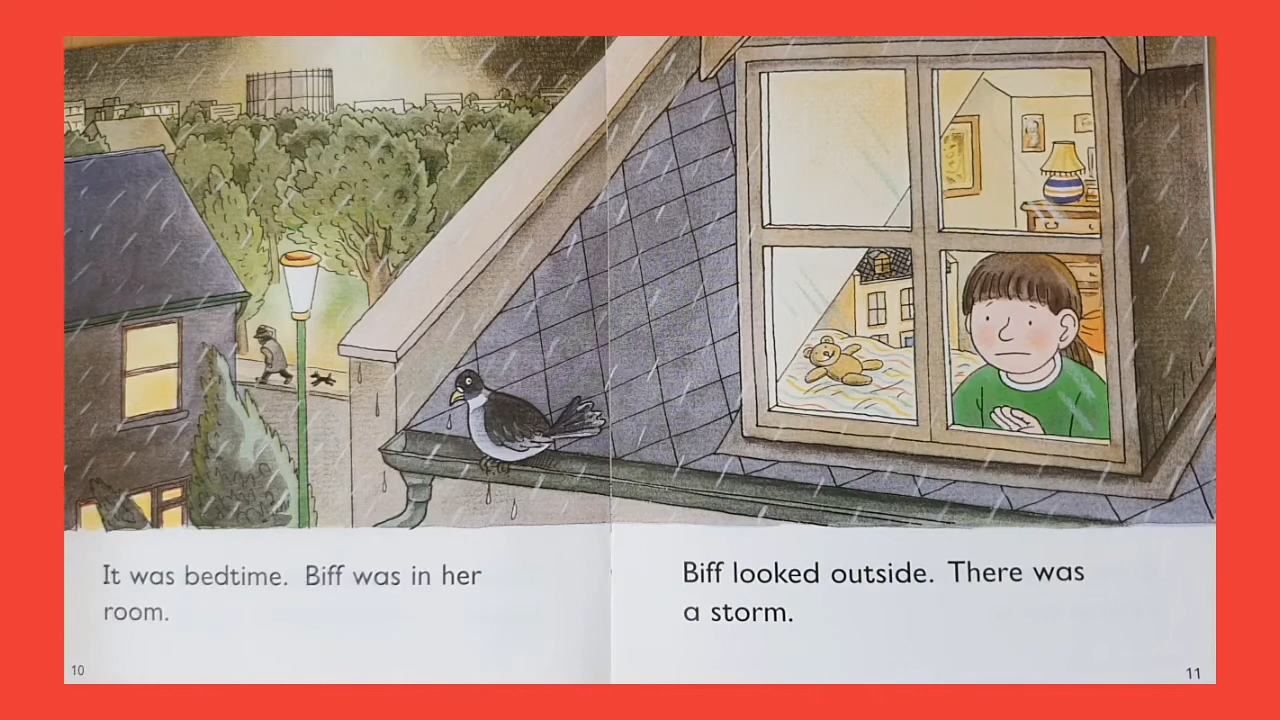 It was bedtime. Biff was in her
room.
10
Biff looked outside. There was
a storm.
11